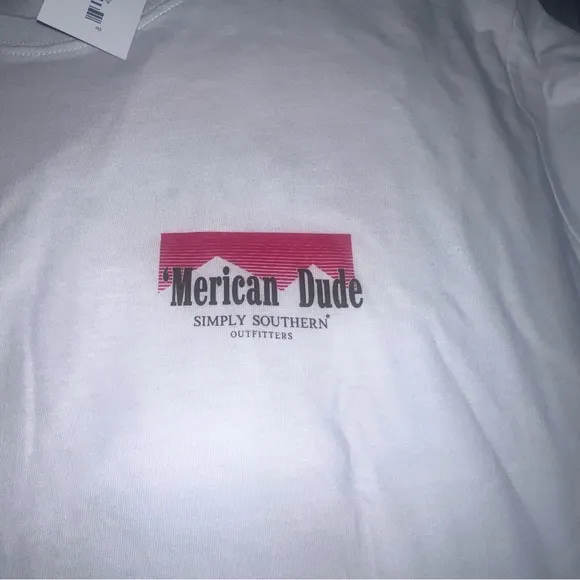 'Merican Dude
SIMPLY SOUTHERN®
OUTFITTERS